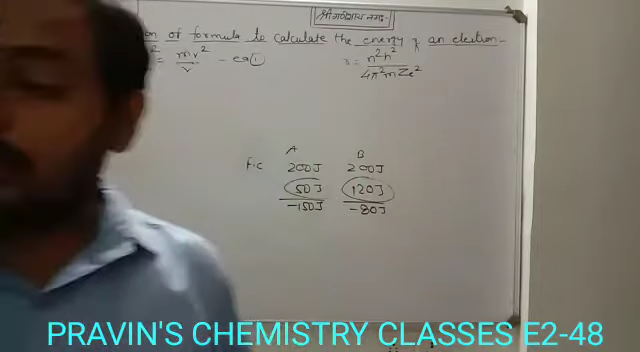 श्री गणेशाय नमः
of formula to calculate the energy of an electron-
² = mv²/r - eq ①
r = n²h²/4π²mZe²
A B
200J 200J
50J 120J
-150J -80J
PRAVIN'S CHEMISTRY CLASSES E2-48